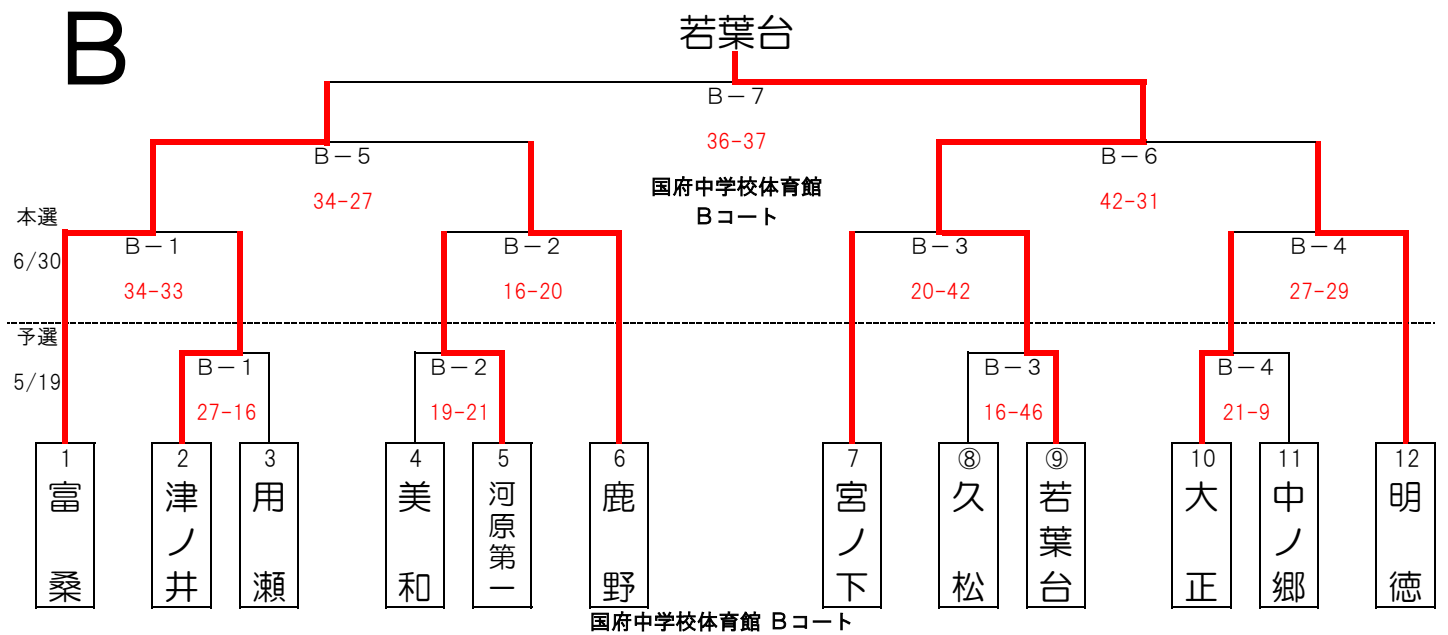 B
若葉台
B－7
36-37
B－5
B－6
国府中学校体育館
Bコート
34-27
42-31
本選
6/30
B－1
B－2
B－3
B－4
34-33
16-20
20-42
27-29
予選
5/19
B－1
B－2
B－3
B－4
27-16
19-21
16-46
21-9
1 富桑
2 津ノ井
3 用瀬
4 美和
5 河原第一
6 鹿野
7 宮ノ下
⑧ 久松
⑨ 若葉台
10 大正
11 中ノ郷
12 明徳
国府中学校体育館 Bコート